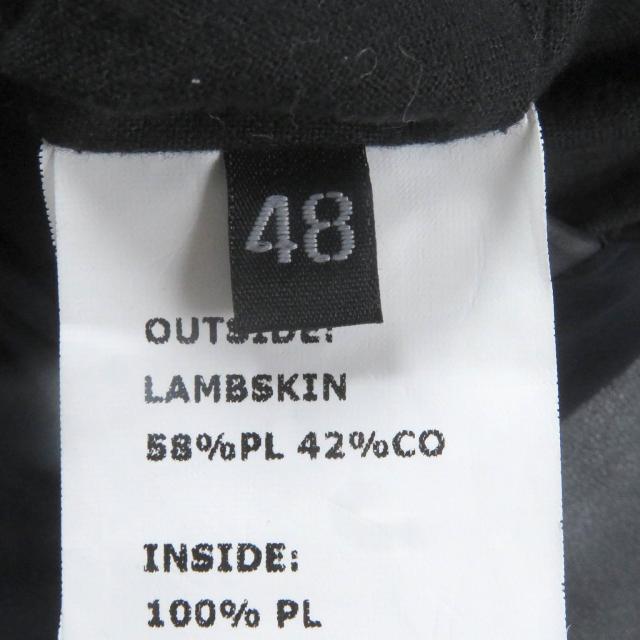 48
OUTSIDE:
LAMBSKIN
58%PL 42%CO
INSIDE:
100% PL